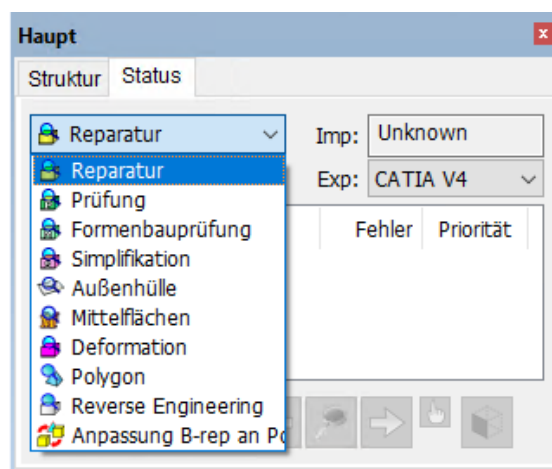 Haupt
Struktur Status
Reparatur Imp: Unknown
Reparatur Exp: CATIA V4
Prüfung
Formenbauprüfung Fehler Priorität
Simplifikation
Außenhülle
Mittelflächen
Deformation
Polygon
Reverse Engineering
Anpassung B-rep an